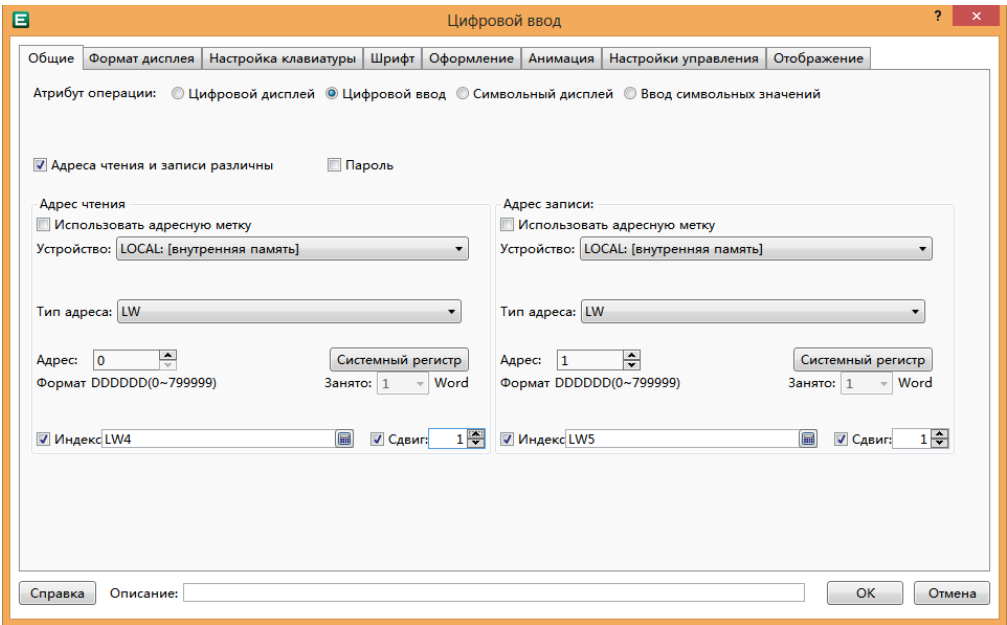 E Цифровой ввод ? ×
Общие Формат дисплея Настройка клавиатуры Шрифт Оформление Анимация Настройки управления Отображение
Атрибут операции: Цифровой дисплей Цифровой ввод Символьный дисплей Ввод символьных значений
Адреса чтения и записи различны Пароль
Адрес чтения Адрес записи:
Использовать адресную метку Использовать адресную метку
Устройство: LOCAL: [внутренняя память] Устройство: LOCAL: [внутренняя память]
Тип адреса: LW Тип адреса: LW
Адрес: 0 Системный регистр Адрес: 1 Системный регистр
Формат DDDDDD(0~799999) Занято: 1 Word Формат DDDDDD(0~799999) Занято: 1 Word
Индекс LW4 Сдвиг: 1 Индекс LW5 Сдвиг: 1
Справка Описание: OK Отмена